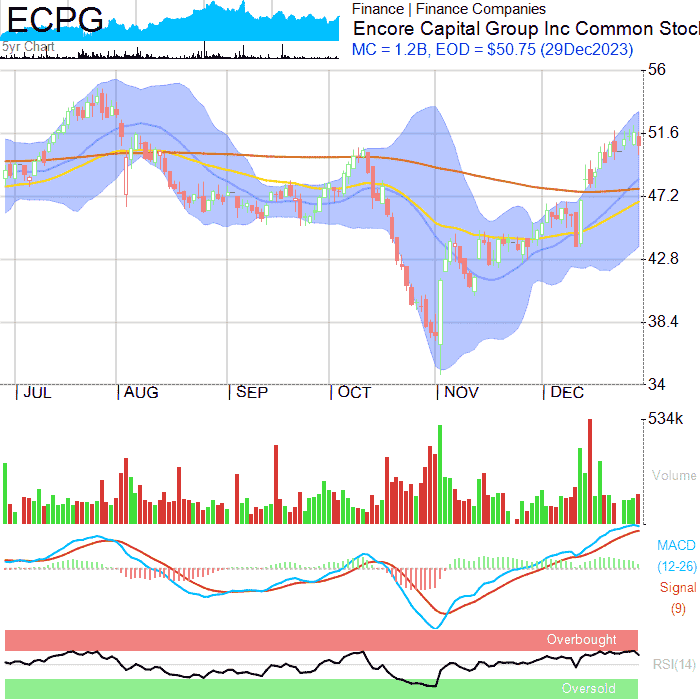 ECPG
5yr Chart
Finance | Finance Companies
Encore Capital Group Inc Common Stoc
MC = 1.2B, EOD = $50.75 (29Dec2023)
56
51.6
47.2
42.8
38.4
34
| JUL | AUG | SEP | OCT | NOV | DEC
534k
Volume
MACD
(12-26)
Signal
(9)
Overbought
RSI(14)
Oversold